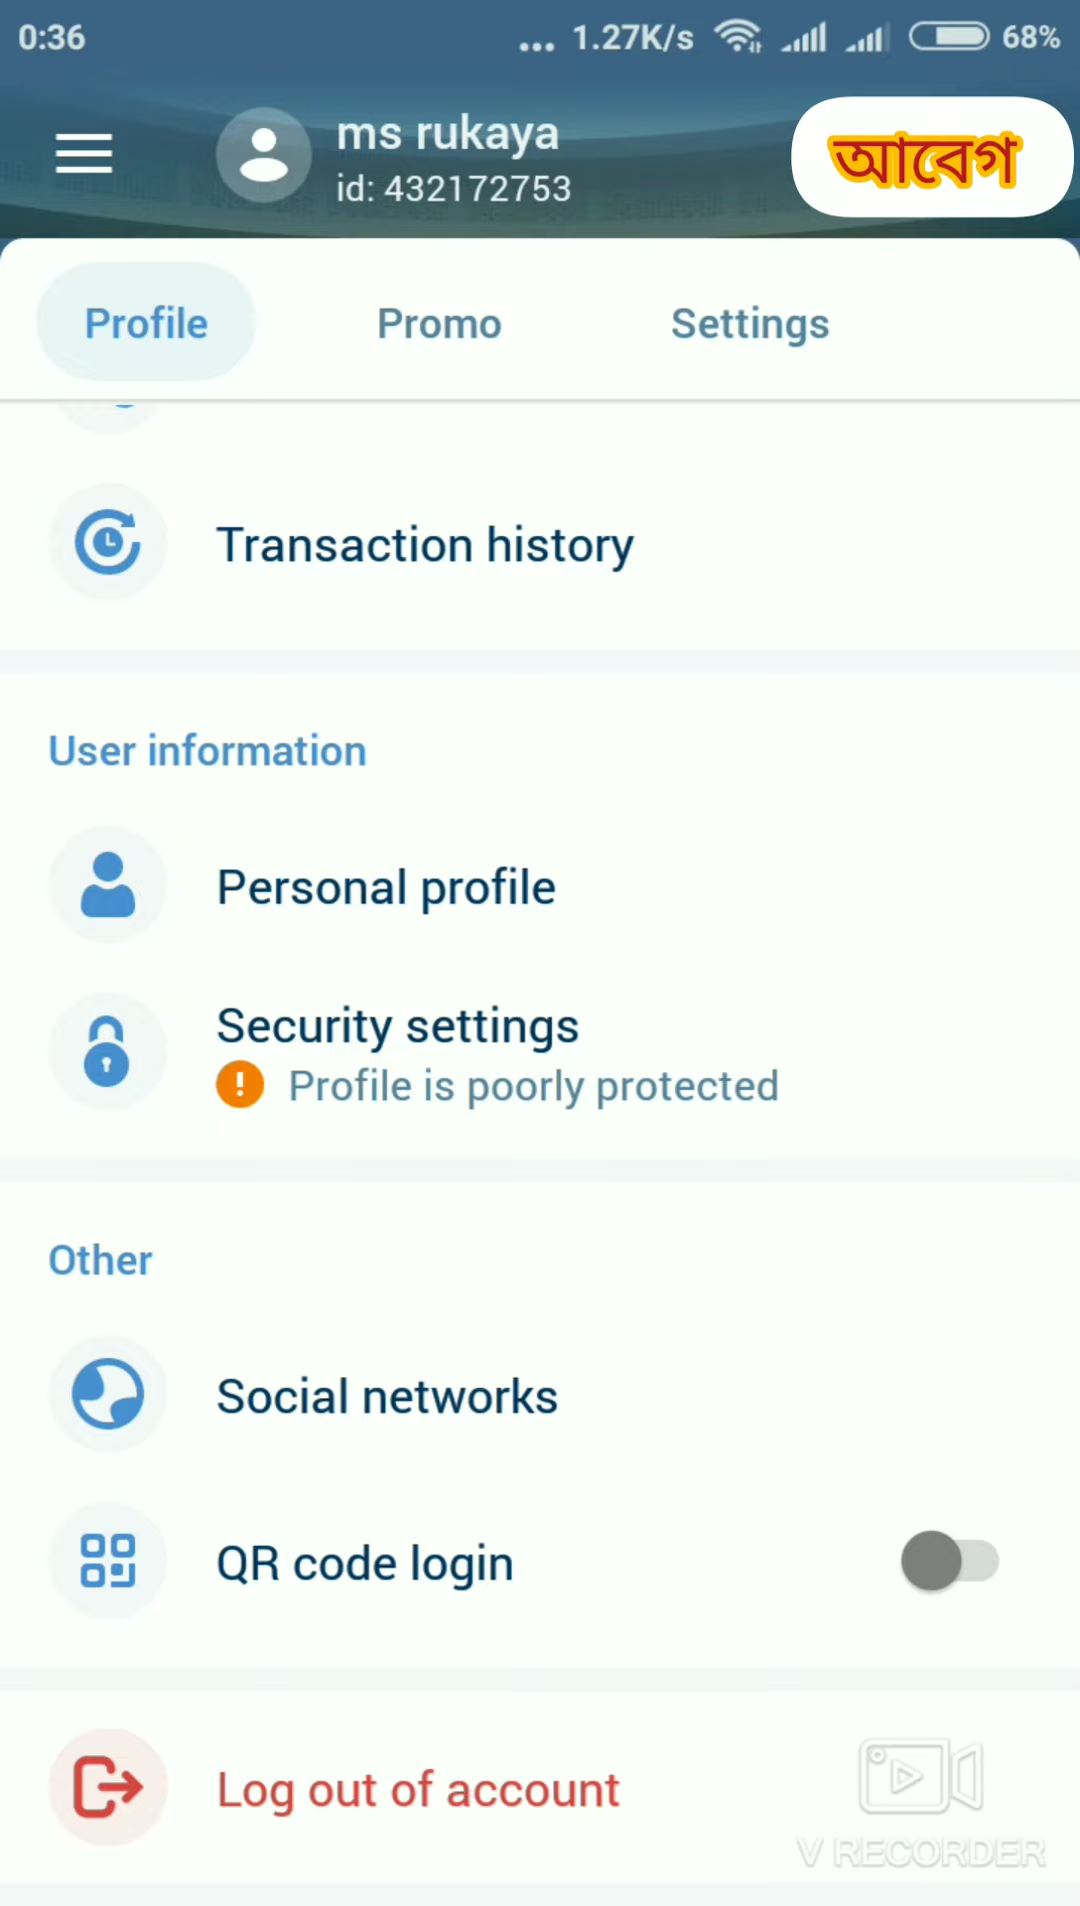 0:36 ... 1.27K/s 68%
ms rukaya
id: 432172753
আবেগ
Profile Promo Settings
Transaction history
User information
Personal profile
Security settings
! Profile is poorly protected
Other
Social networks
QR code login
Log out of account
V RECORDER